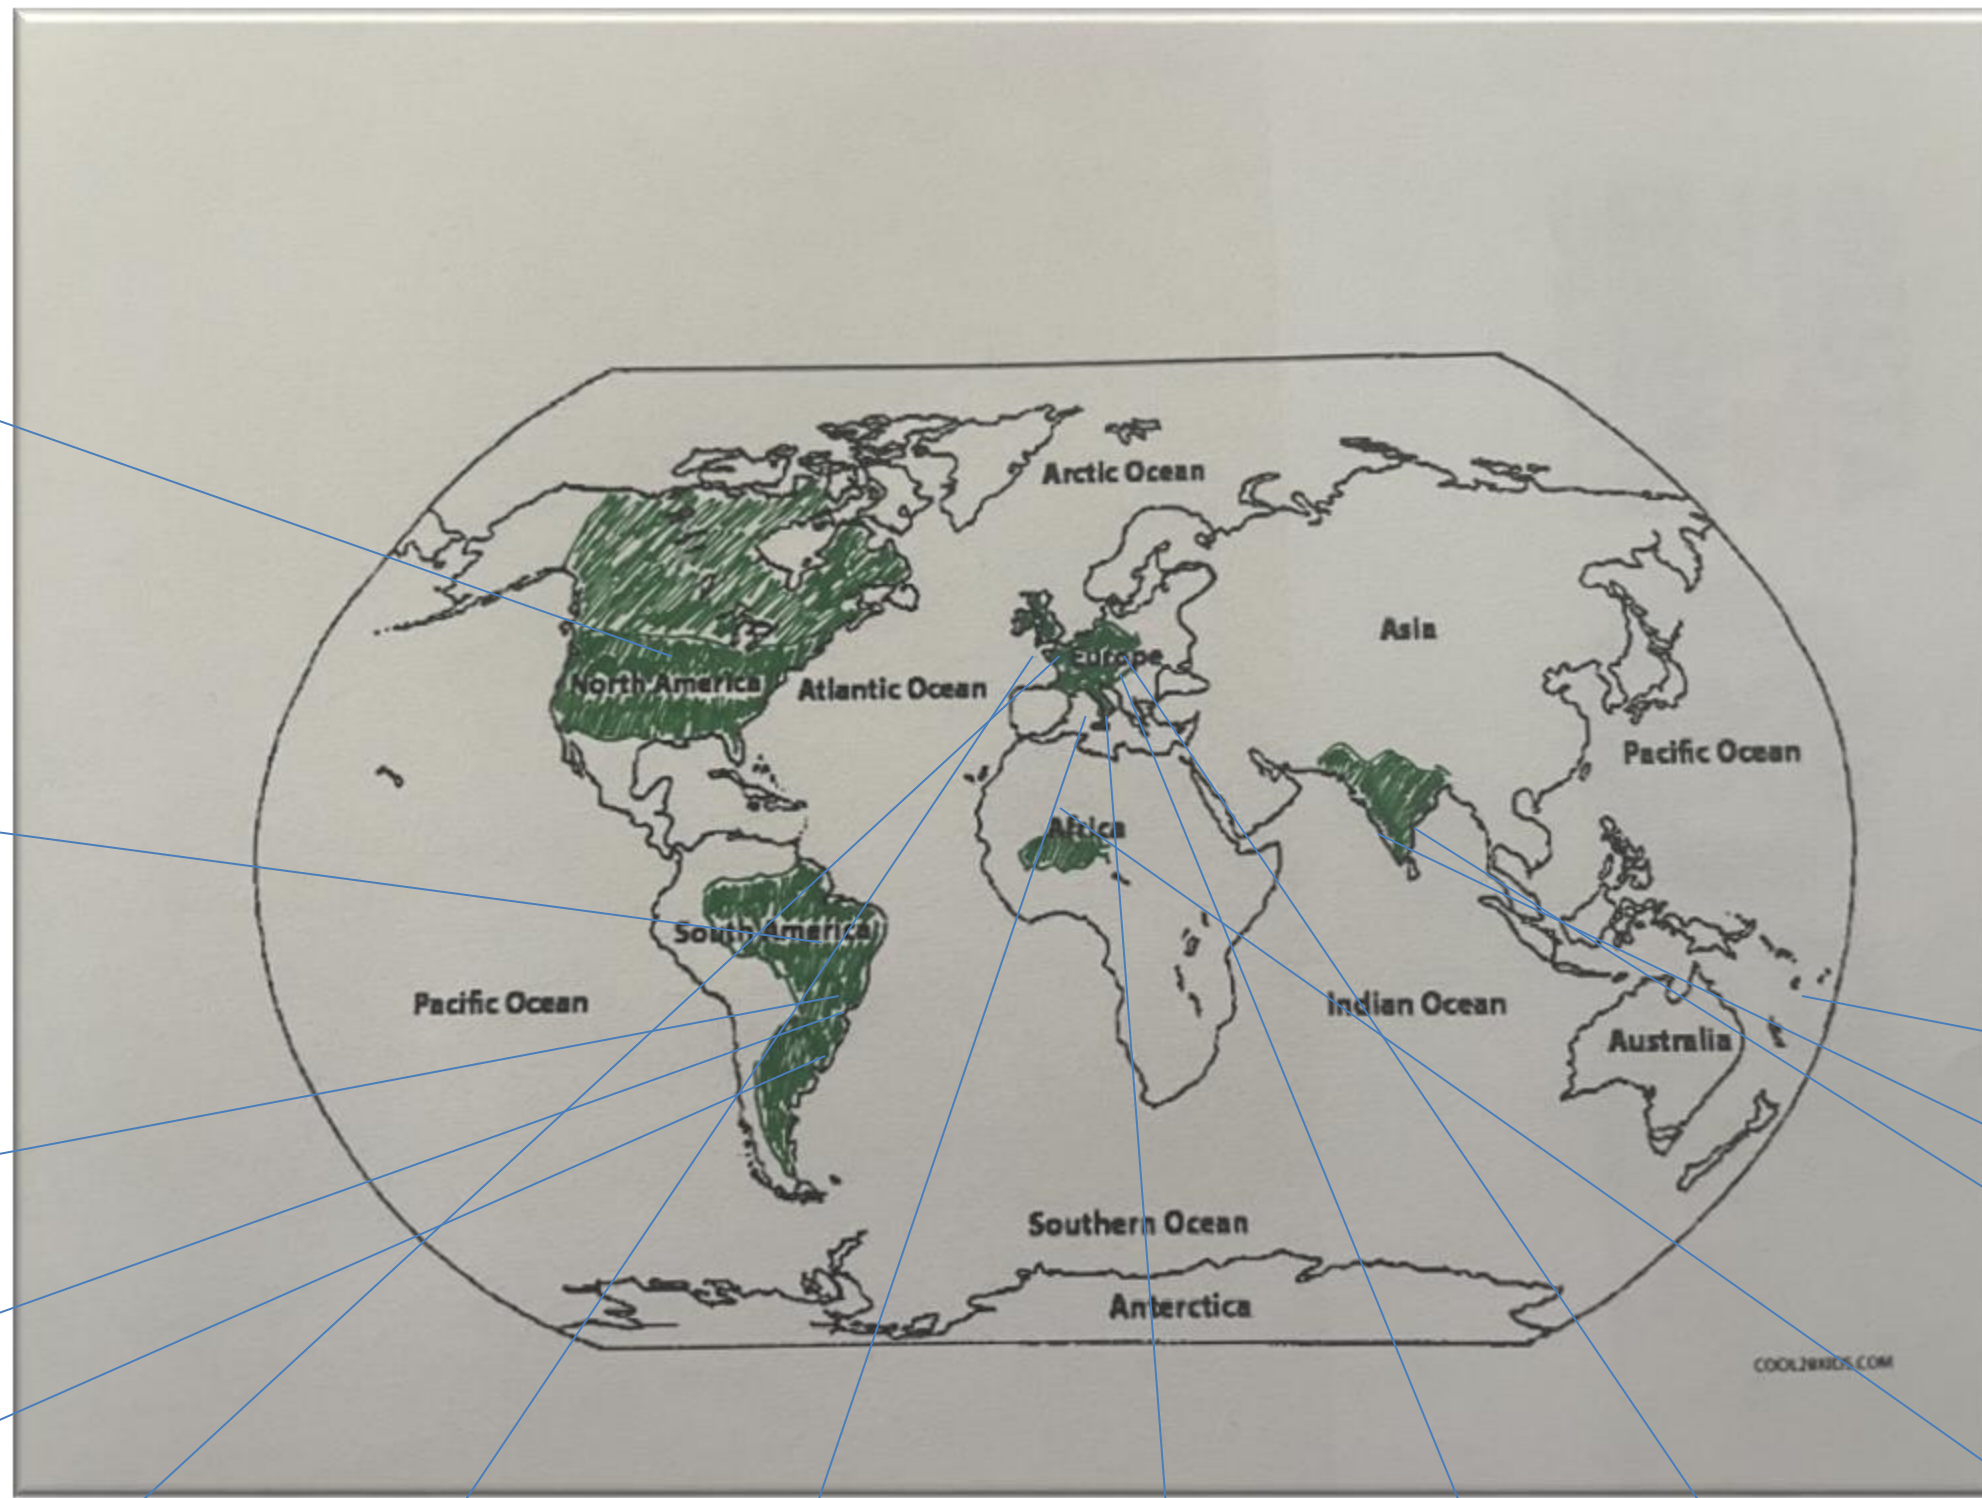 Arctic Ocean
Asia
Europe
North America
Atlantic Ocean
Pacific Ocean
Africa
South America
Pacific Ocean
Indian Ocean
Australia
Southern Ocean
Anterctica
COOL2BKIDS.COM